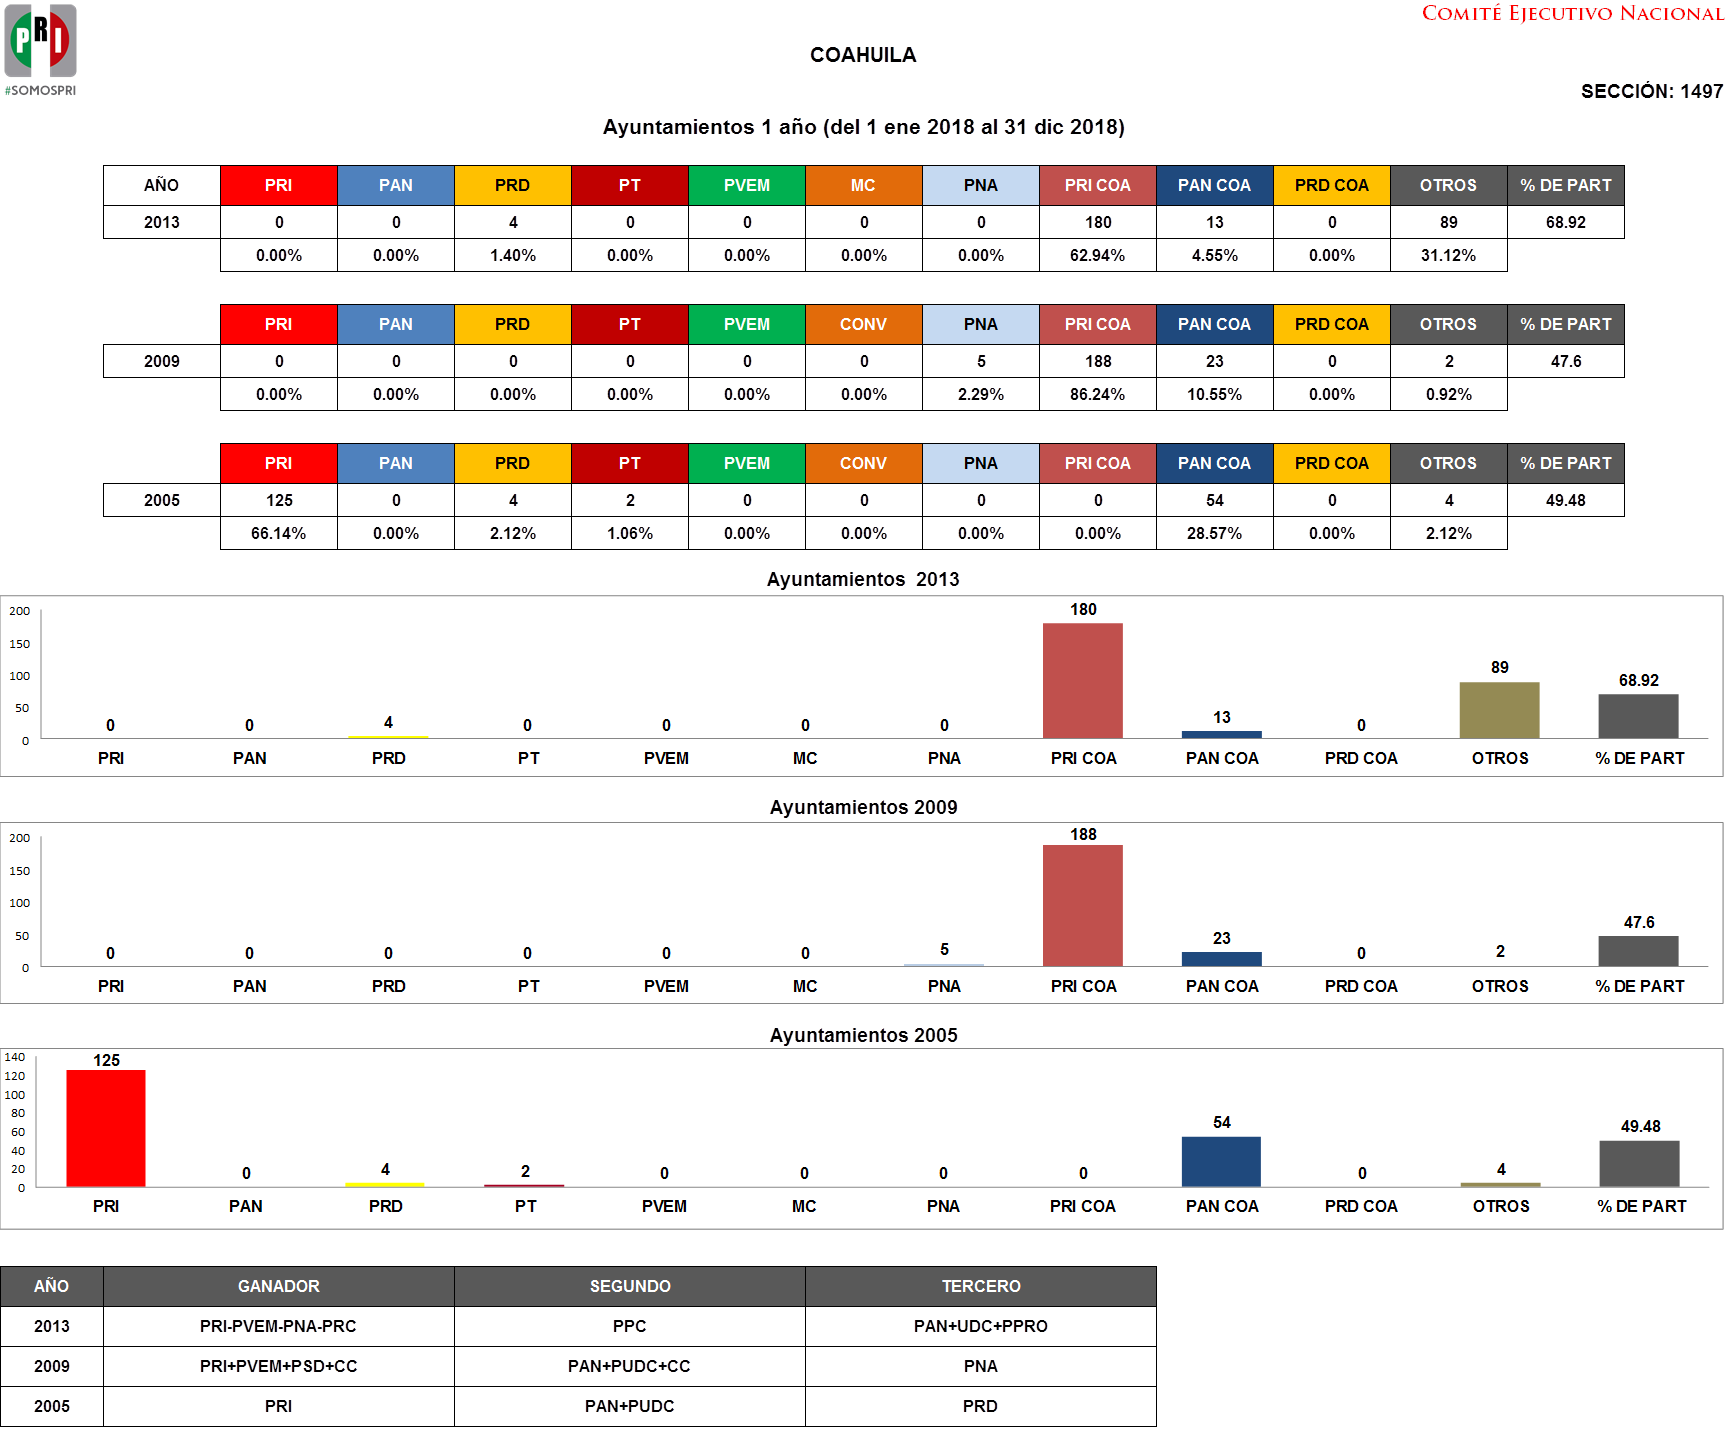 PRI
#SOMOSPRI
COMITÉ EJECUTIVO NACIONAL
COAHUILA
SECCIÓN: 1497
Ayuntamientos 1 año (del 1 ene 2018 al 31 dic 2018)
AÑO PRI PAN PRD PT PVEM MC PNA PRI COA PAN COA PRD COA OTROS % DE PART
2013 0 0 4 0 0 0 0 180 13 0 89 68.92
0.00% 0.00% 1.40% 0.00% 0.00% 0.00% 0.00% 62.94% 4.55% 0.00% 31.12%
PRI PAN PRD PT PVEM CONV PNA PRI COA PAN COA PRD COA OTROS % DE PART
2009 0 0 0 0 0 0 5 188 23 0 2 47.6
0.00% 0.00% 0.00% 0.00% 0.00% 0.00% 2.29% 86.24% 10.55% 0.00% 0.92%
PRI PAN PRD PT PVEM CONV PNA PRI COA PAN COA PRD COA OTROS % DE PART
2005 125 0 4 2 0 0 0 0 54 0 4 49.48
66.14% 0.00% 2.12% 1.06% 0.00% 0.00% 0.00% 0.00% 28.57% 0.00% 2.12%
Ayuntamientos 2013
200
150
100
50
0
0 0 4 0 0 0 0 180 13 0 89 68.92
PRI PAN PRD PT PVEM MC PNA PRI COA PAN COA PRD COA OTROS % DE PART
Ayuntamientos 2009
200
150
100
50
0
0 0 0 0 0 0 5 188 23 0 2 47.6
PRI PAN PRD PT PVEM MC PNA PRI COA PAN COA PRD COA OTROS % DE PART
Ayuntamientos 2005
140
120
100
80
60
40
20
0
125 0 4 2 0 0 0 0 54 0 4 49.48
PRI PAN PRD PT PVEM MC PNA PRI COA PAN COA PRD COA OTROS % DE PART
AÑO GANADOR SEGUNDO TERCERO
2013 PRI-PVEM-PNA-PRC PPC PAN+UDC+PPRO
2009 PRI+PVEM+PSD+CC PAN+PUDC+CC PNA
2005 PRI PAN+PUDC PRD